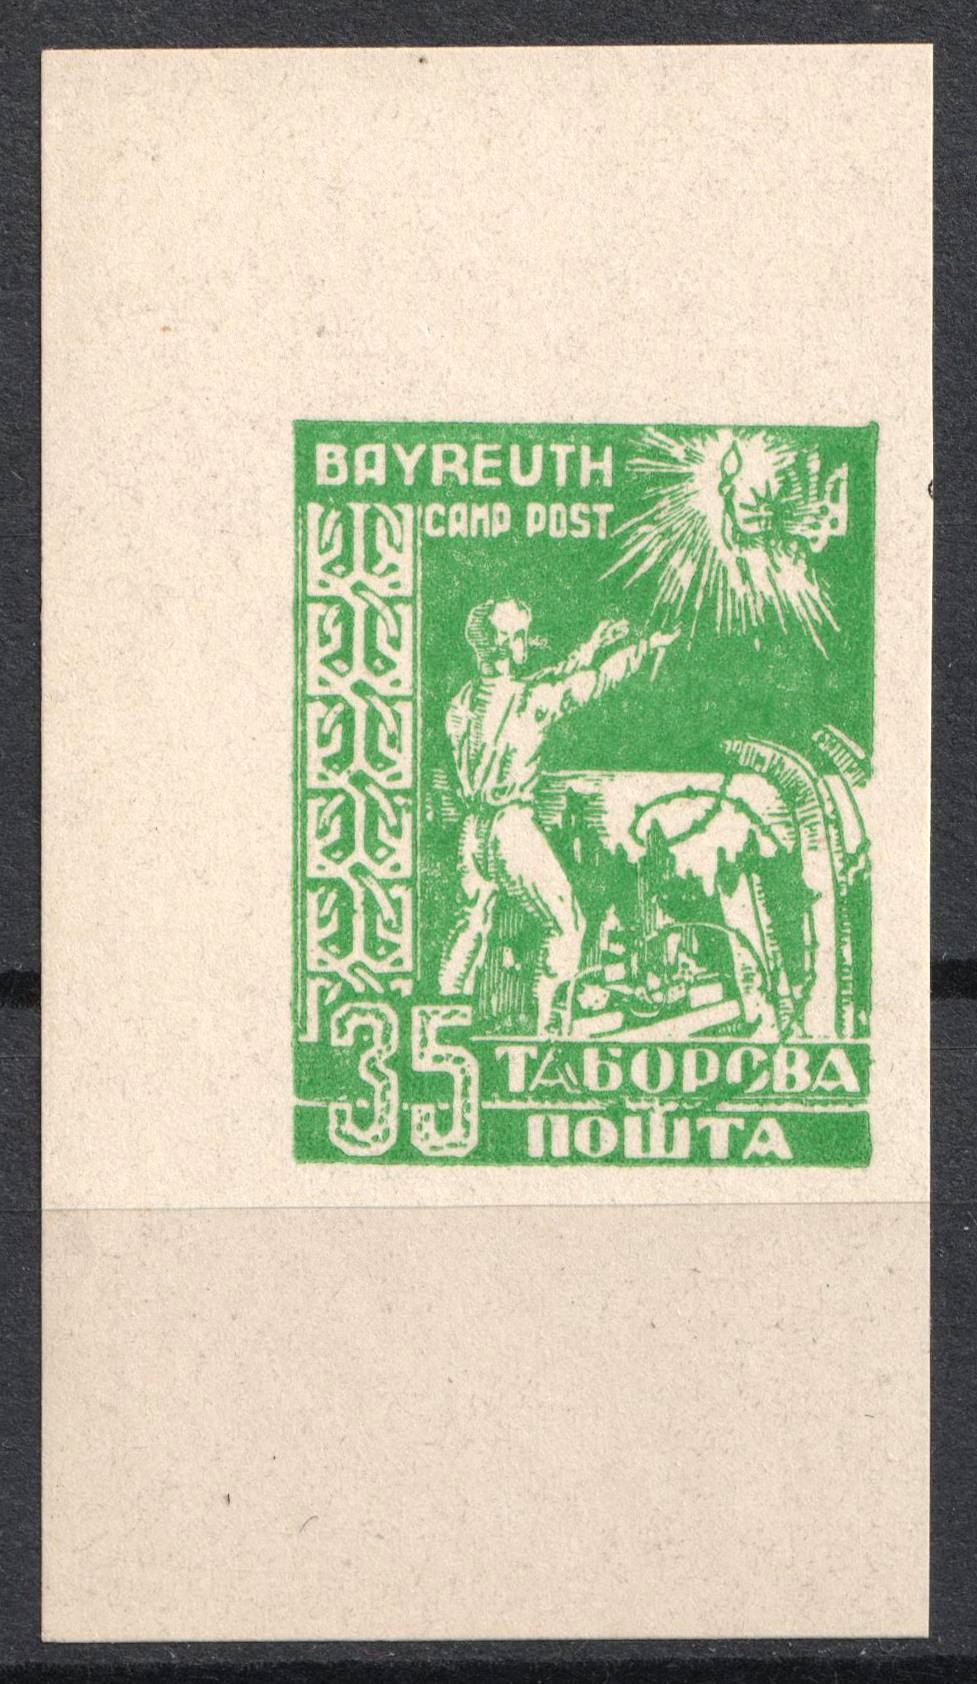 BAYREUTH
CAMP POST
35
ТАБОРОВА
ПОШТА